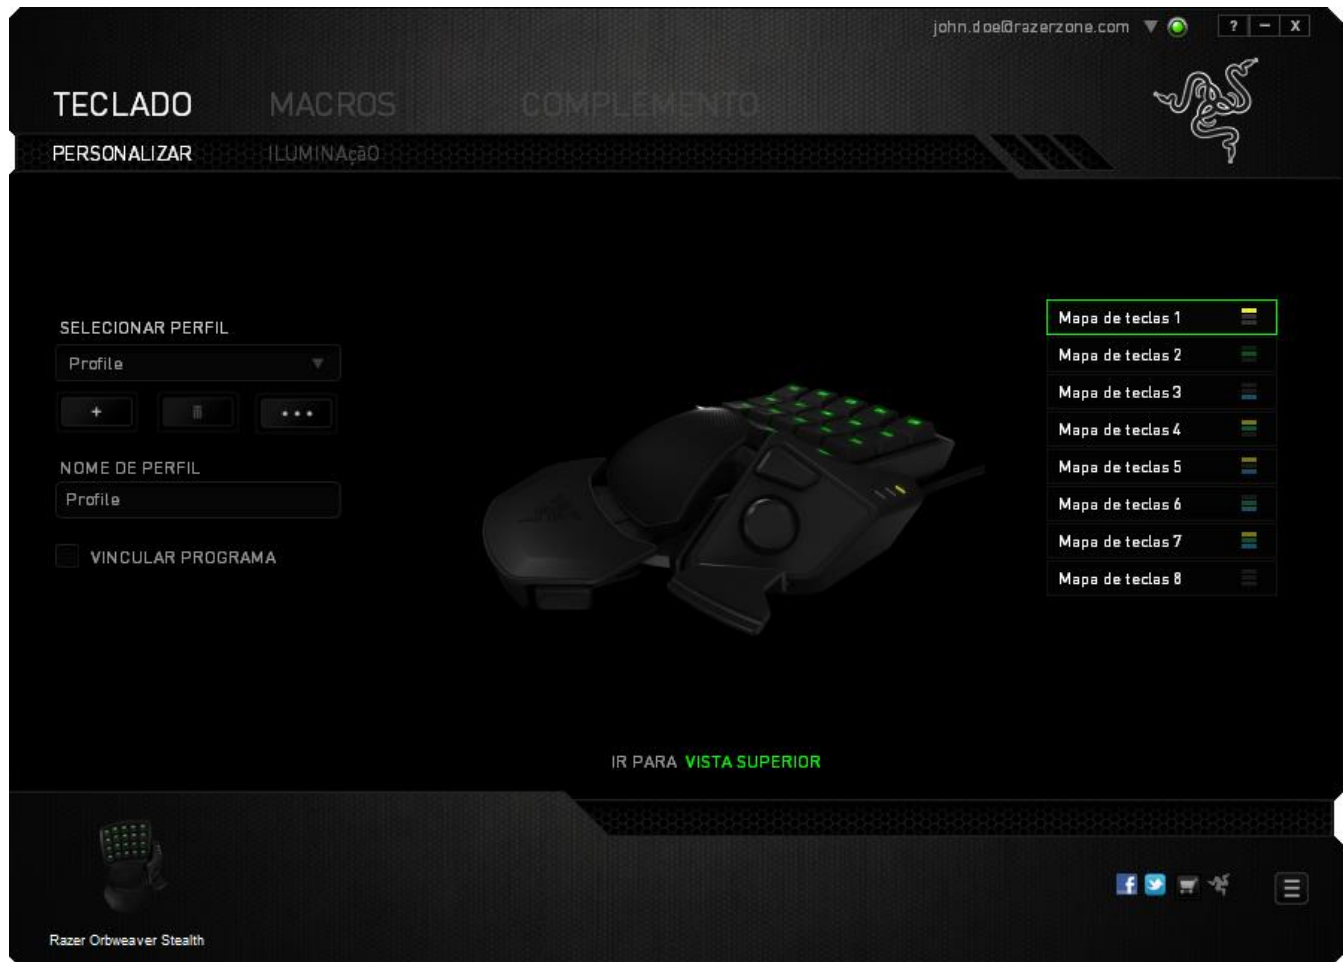 john.doe@razerzone.com
? – X
TECLADO MACROS COMPLEMENTO
PERSONALIZAR ILUMINAçãO
SELECIONAR PERFIL
Profile
+ ...
NOME DE PERFIL
Profile
VINCULAR PROGRAMA
Mapa de teclas 1
Mapa de teclas 2
Mapa de teclas 3
Mapa de teclas 4
Mapa de teclas 5
Mapa de teclas 6
Mapa de teclas 7
Mapa de teclas 8
IR PARA VISTA SUPERIOR
Razer Orbweaver Stealth